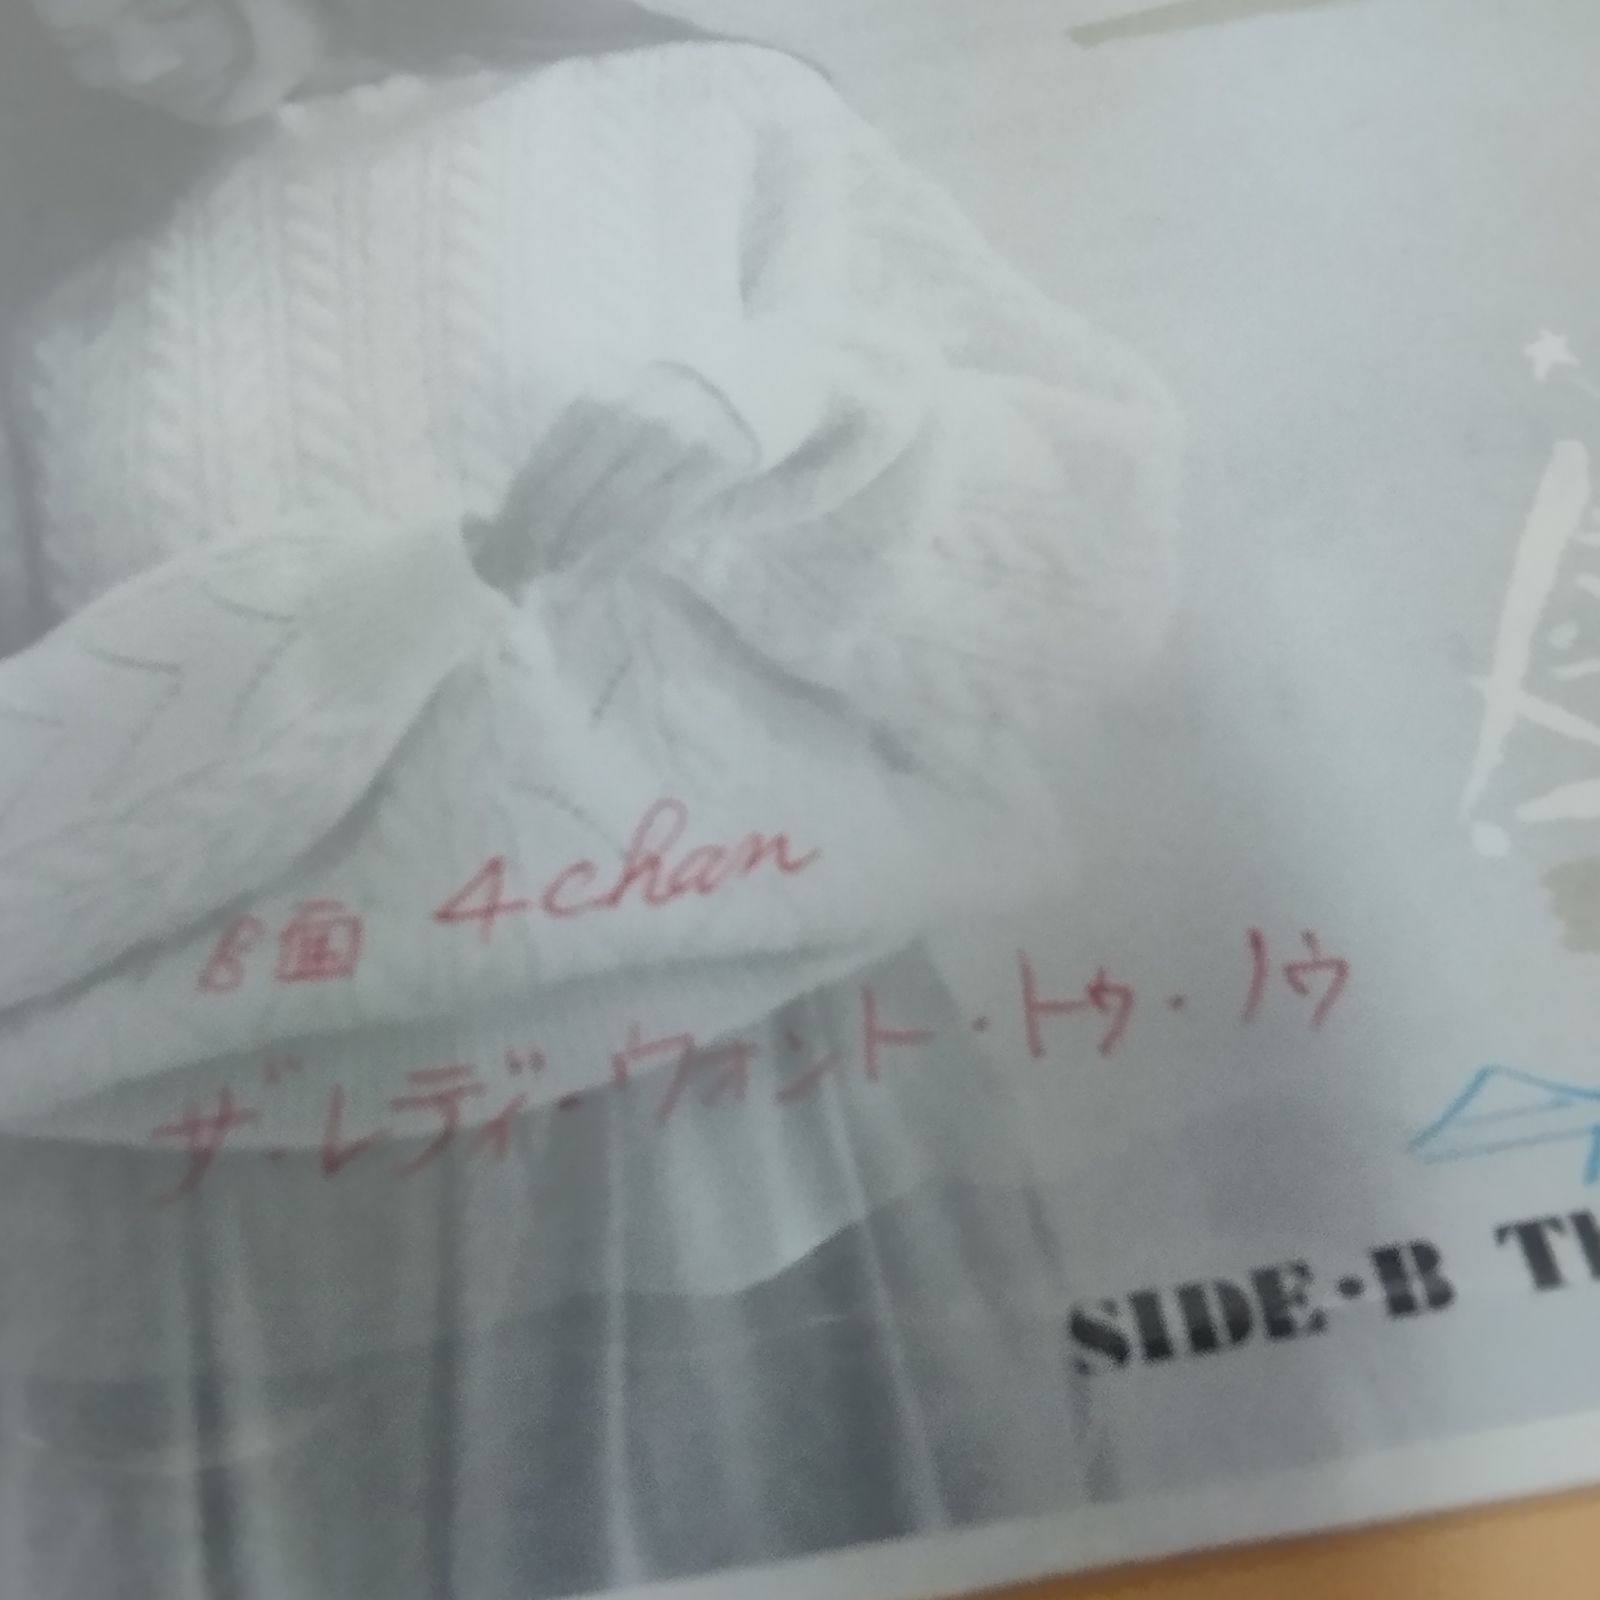 B面 4chan
ザ・レディ・ウォント・トゥ・ノウ
SIDE・B